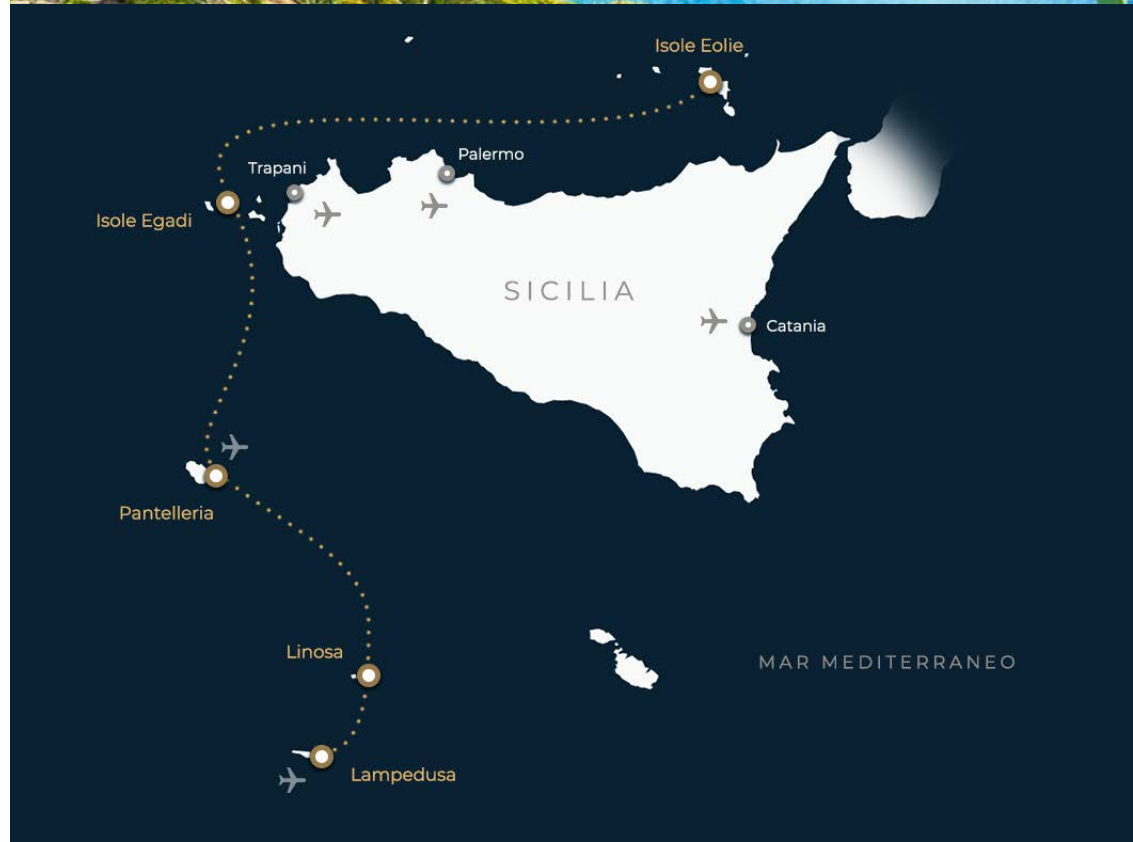 Isole Eolie
Palermo
Trapani
Isole Egadi
SICILIA
Catania
Pantelleria
Linosa
MAR MEDITERRANEO
Lampedusa